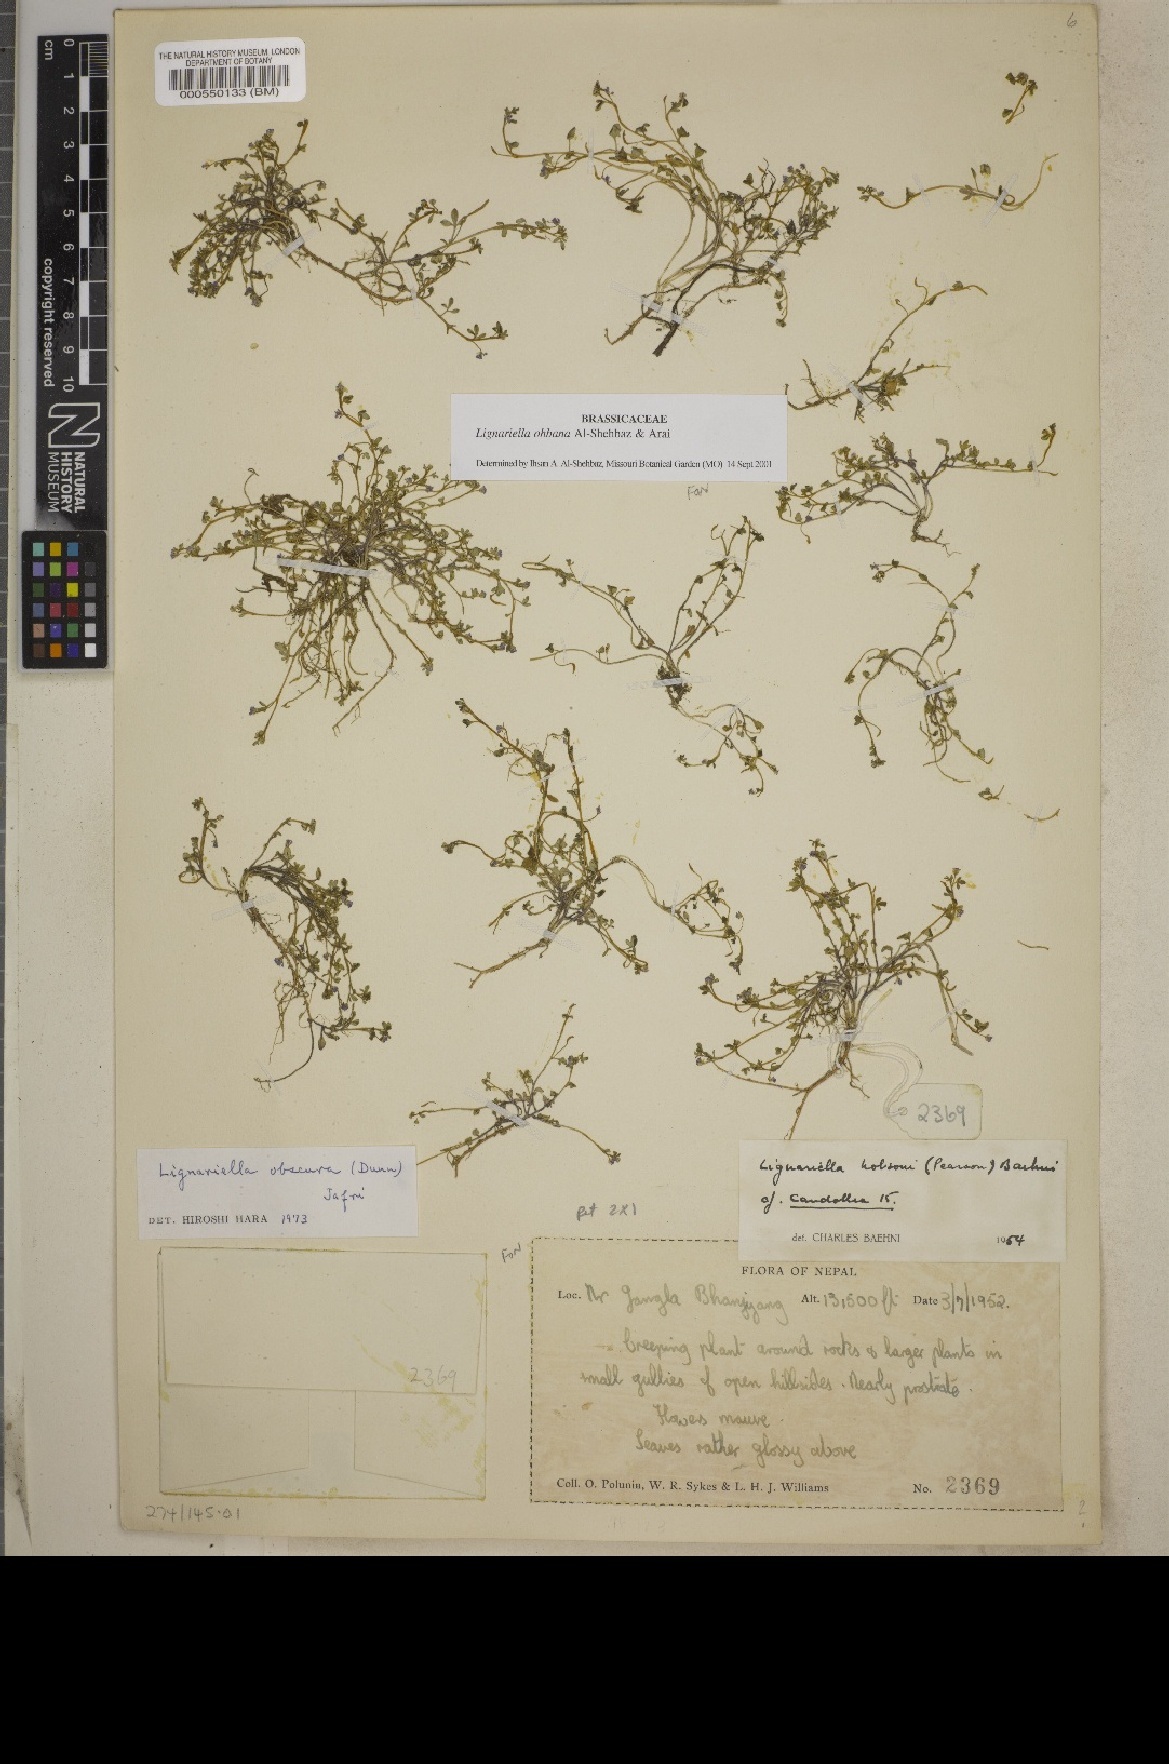 6
THE NATURAL HISTORY MUSEUM, LONDON
DEPARTMENT OF BOTANY
000550133 (BM)
cm
0
1
2
3
4
5
6
7
8
9
10
copyright reserved
NATURAL
HISTORY
MUSEUM
BRASSICACEAE
Lignariella ohbana Al-Shehbaz & Arai
Determined by Ihsan A. Al-Shehbaz, Missouri Botanical Garden (MO) 14 Sept 2001
FoN
2369
Lignariella obscura (Dunn)
Jafri
DET. HIROSHI HARA 1973
Lignariella hobsoni (Pearson) Baehni
cf. Candollea 15.
det. CHARLES BAEHNI 1954
FoN
2369
274/145.01
FLORA OF NEPAL
Loc. Nr Jangla Bhanjyang Alt. 13,500 ft Date 3/7/1952.
Creeping plant around rocks & larger plants in
small gullies of open hillsides. Nearly prostrate.
Flowers mauve.
Leaves rather glossy above
Coll. O. Polunin, W. R. Sykes & L. H. J. Williams No. 2369